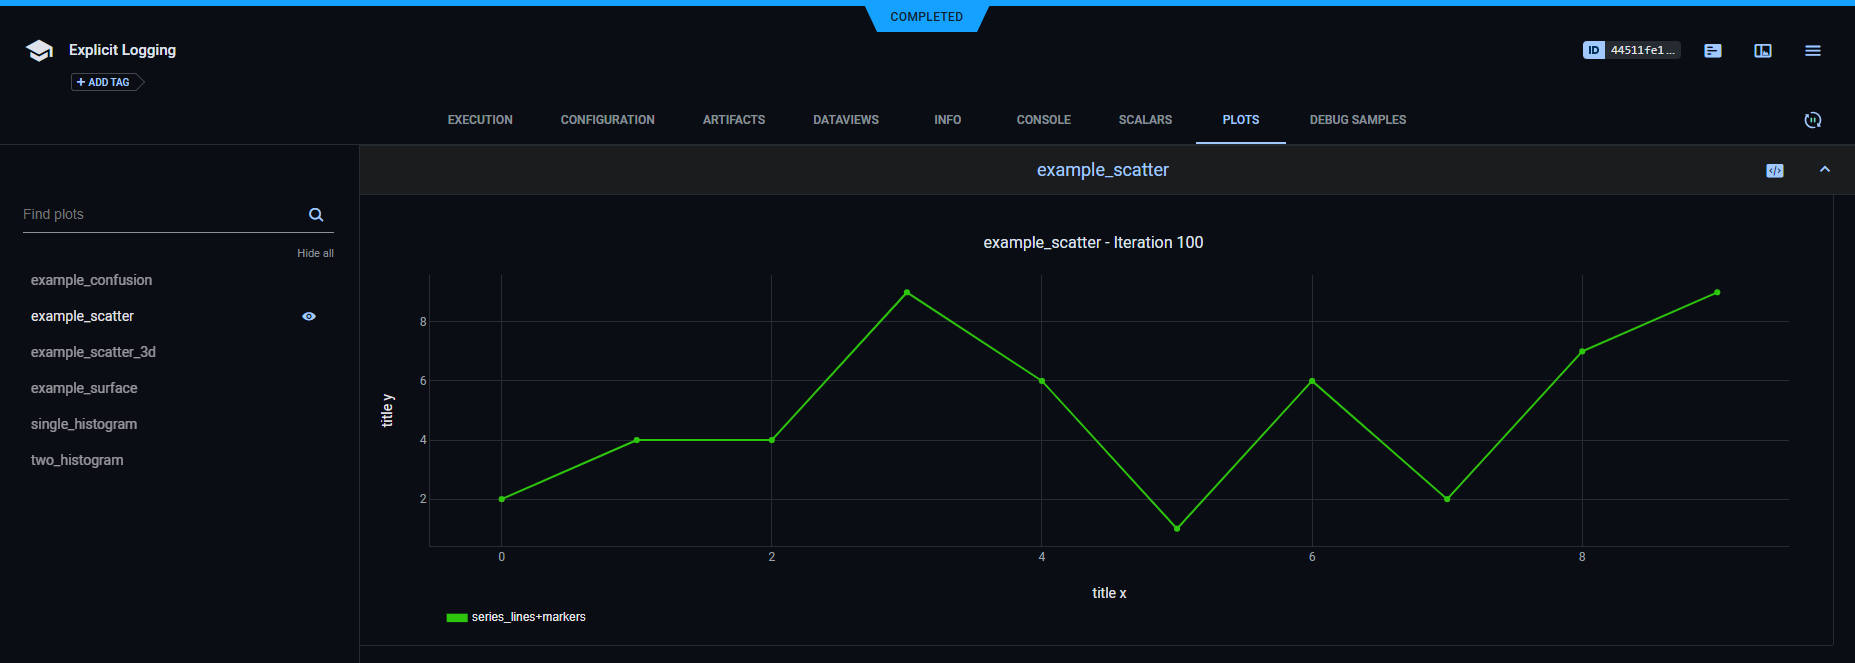 COMPLETED
Explicit Logging
ID 44511fe1...
+ ADD TAG
EXECUTION CONFIGURATION ARTIFACTS DATAVIEWS INFO CONSOLE SCALARS PLOTS DEBUG SAMPLES
example_scatter
Find plots
Hide all
example_confusion
example_scatter
example_scatter_3d
example_surface
single_histogram
two_histogram
example_scatter - Iteration 100
8
6
4
2
title y
0 2 4 6 8
title x
series_lines+markers